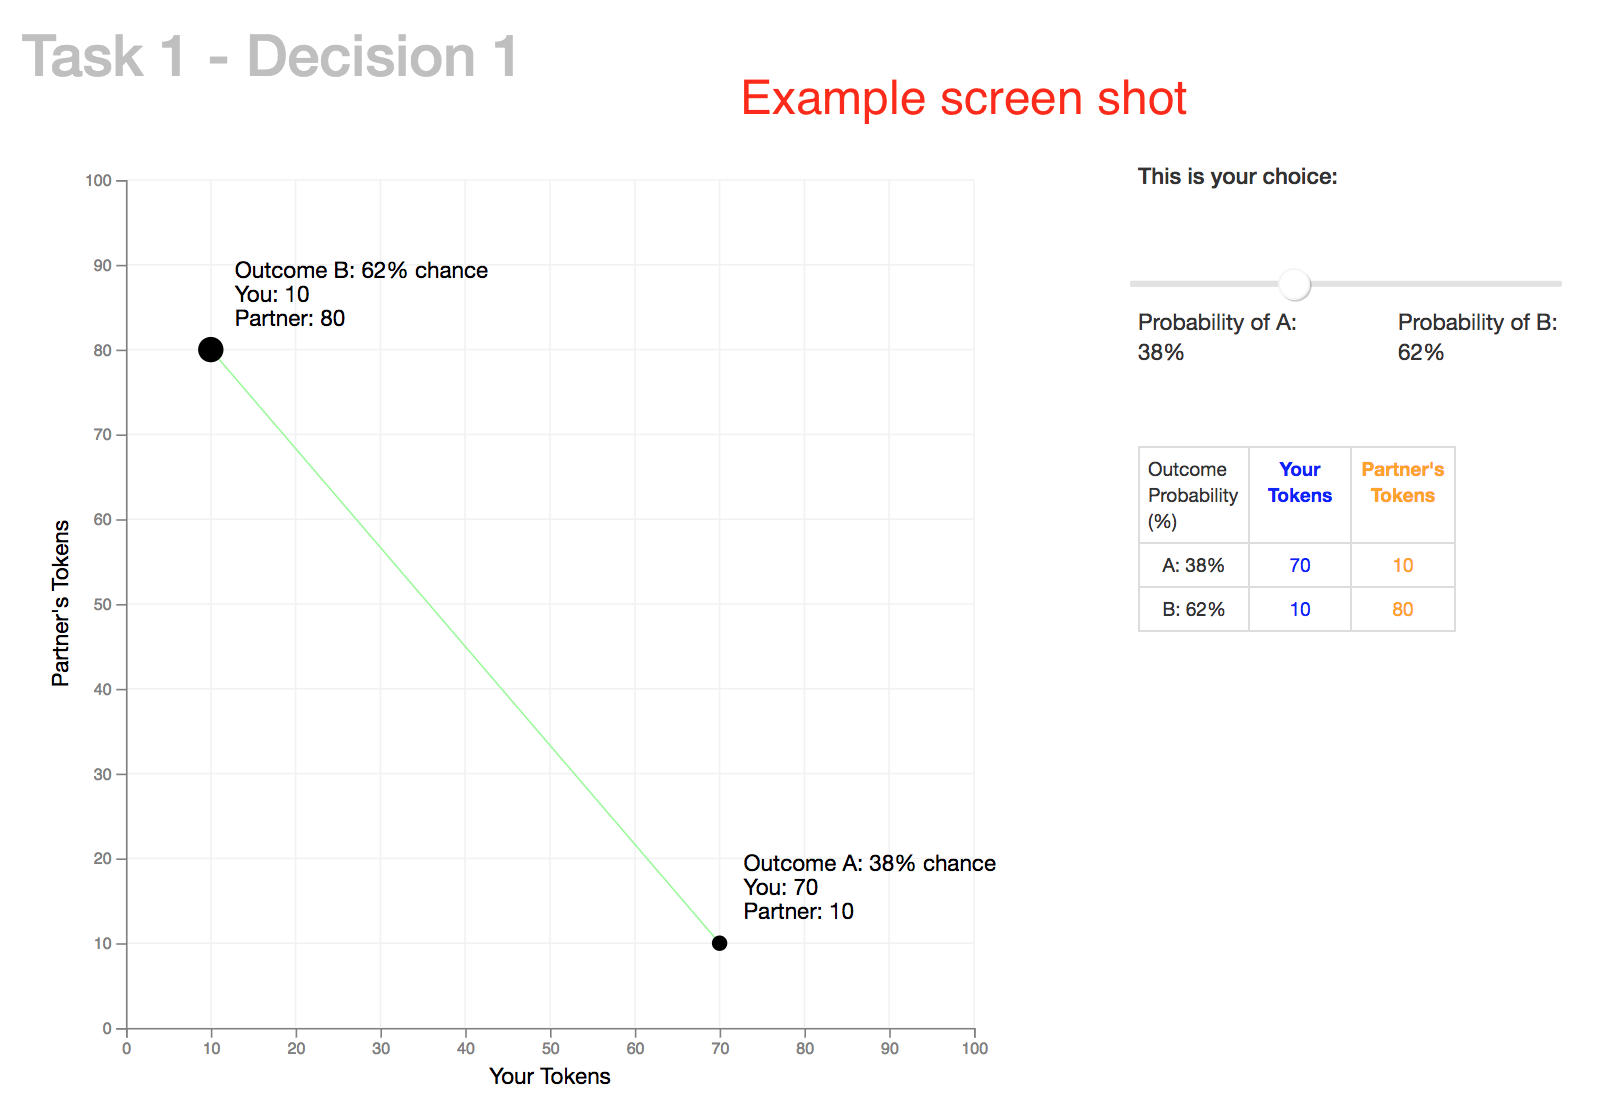 Task 1 - Decision 1
Example screen shot
This is your choice:
Probability of A:
38%
Probability of B:
62%
Outcome Probability (%)
Your Tokens
Partner's Tokens
A: 38%
70
10
B: 62%
10
80
Outcome B: 62% chance
You: 10
Partner: 80
Outcome A: 38% chance
You: 70
Partner: 10
Partner's Tokens
100
90
80
70
60
50
40
30
20
10
0
0
10
20
30
40
50
60
70
80
90
100
Your Tokens